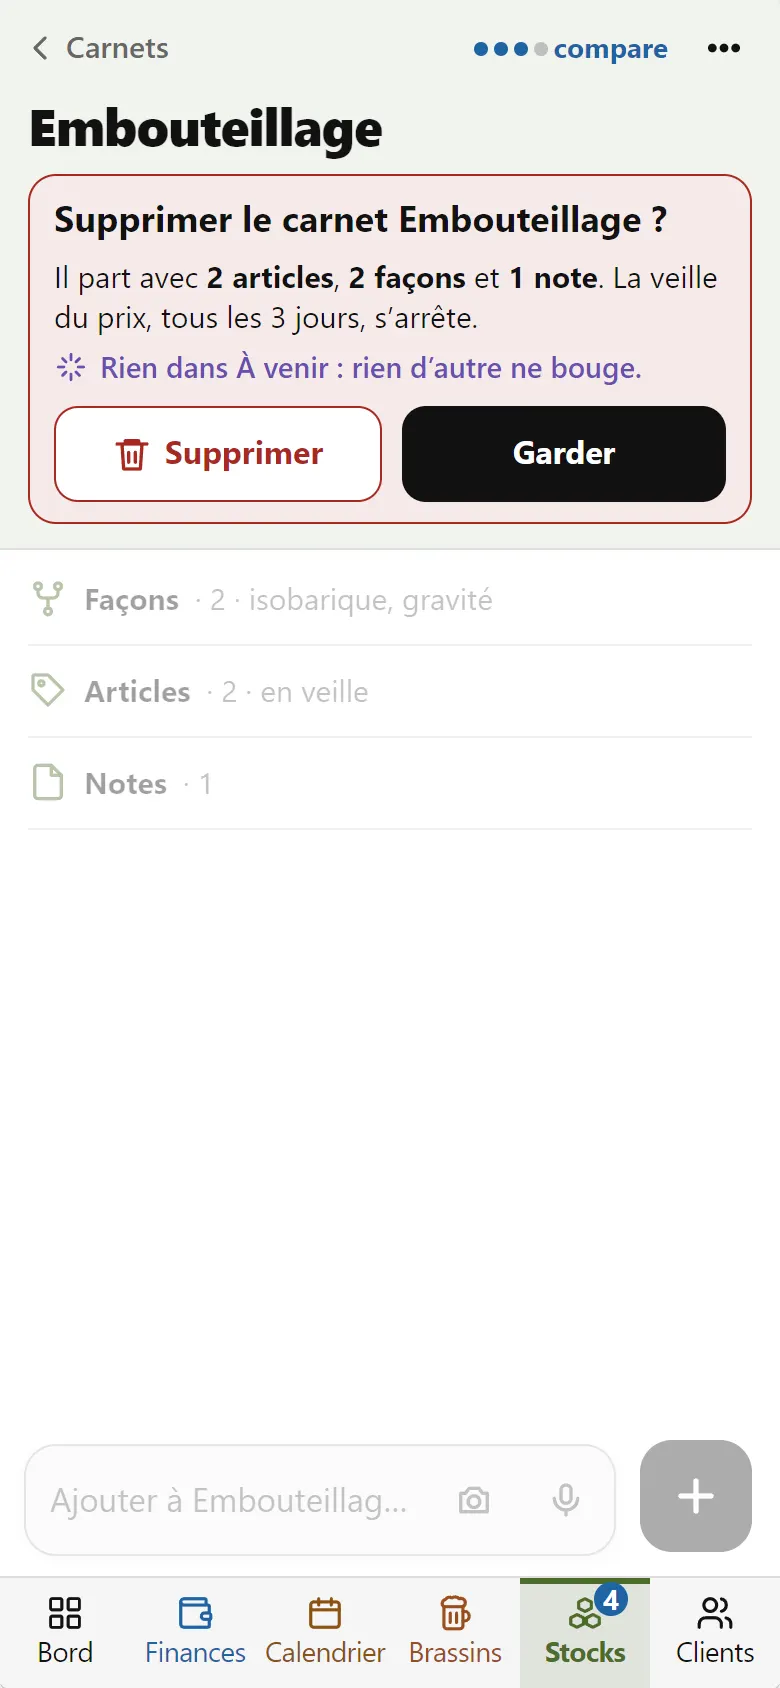 Carnets
compare
Embouteillage
Supprimer le carnet Embouteillage ?
Il part avec 2 articles, 2 façons et 1 note. La veille
du prix, tous les 3 jours, s’arrête.
Rien dans À venir : rien d’autre ne bouge.
Supprimer
Garder
Façons · 2 · isobarique, gravité
Articles · 2 · en veille
Notes · 1
Ajouter à Embouteillag...
4
Bord
Finances
Calendrier
Brassins
Stocks
Clients